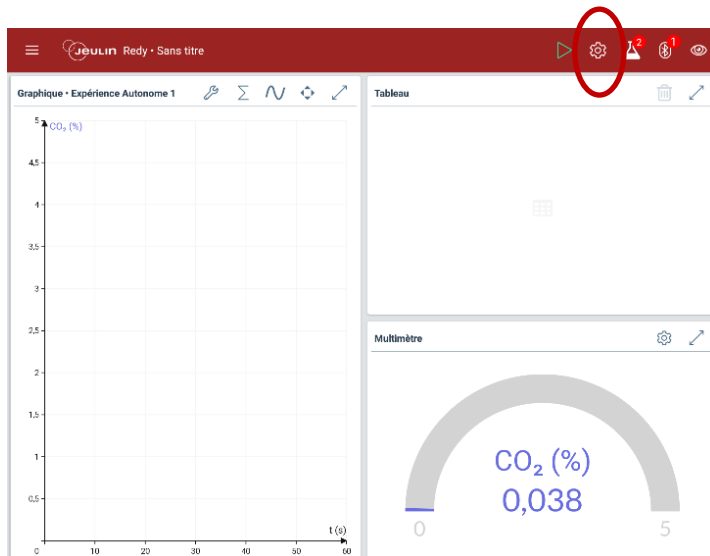 Jeulin Redy • Sans titre
2
1
Graphique • Expérience Autonome 1
Tableau
CO₂ (%)
5
4,5
4
3,5
3
2,5
2
1,5
1
0,5
t (s)
0 10 20 30 40 50 60
Multimètre
CO₂ (%)
0,038
0 5